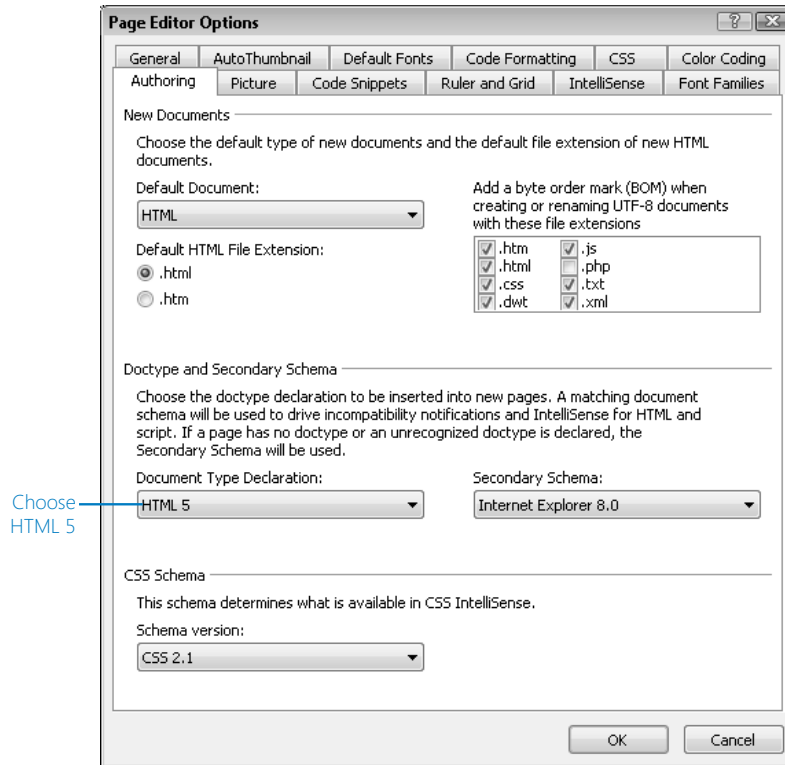 Page Editor Options
General AutoThumbnail Default Fonts Code Formatting CSS Color Coding
Authoring Picture Code Snippets Ruler and Grid IntelliSense Font Families
New Documents
Choose the default type of new documents and the default file extension of new HTML
documents.
Default Document:
HTML
Default HTML File Extension:
.html
.htm
Add a byte order mark (BOM) when
creating or renaming UTF-8 documents
with these file extensions
.htm .js
.html .php
.css .txt
.dwt .xml
Doctype and Secondary Schema
Choose the doctype declaration to be inserted into new pages. A matching document
schema will be used to drive incompatibility notifications and IntelliSense for HTML and
script. If a page has no doctype or an unrecognized doctype is declared, the
Secondary Schema will be used.
Document Type Declaration:
HTML 5
Secondary Schema:
Internet Explorer 8.0
Choose
HTML 5
CSS Schema
This schema determines what is available in CSS IntelliSense.
Schema version:
CSS 2.1
OK Cancel